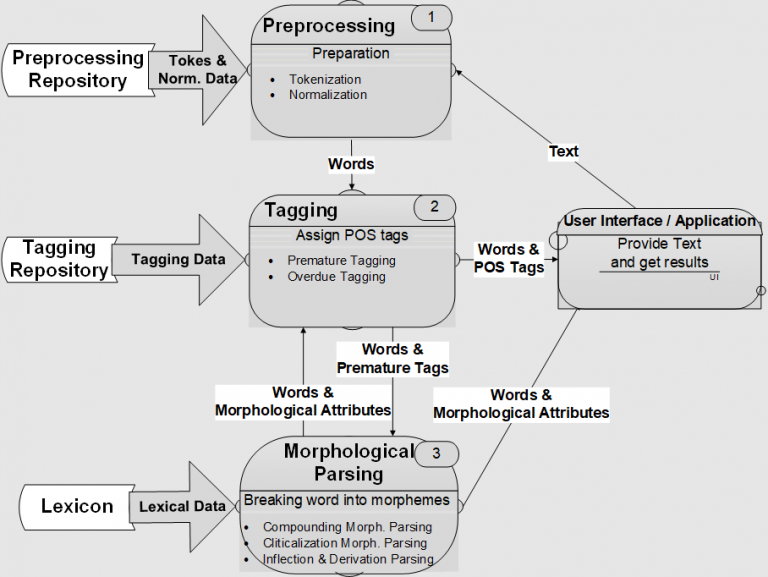 Preprocessing
1
Preparation
• Tokenization
• Normalization
Preprocessing
Repository
Tokes &
Norm. Data
Words
Text
Tagging
2
Assign POS tags
• Premature Tagging
• Overdue Tagging
Tagging
Repository
Tagging Data
Words &
POS Tags
User Interface / Application
Provide Text
and get results
UI
Words &
Premature Tags
Words &
Morphological Attributes
Words &
Morphological Attributes
Morphological
Parsing
3
Breaking word into morphemes
• Compounding Morph. Parsing
• Cliticalization Morph. Parsing
• Inflection & Derivation Parsing
Lexicon
Lexical Data